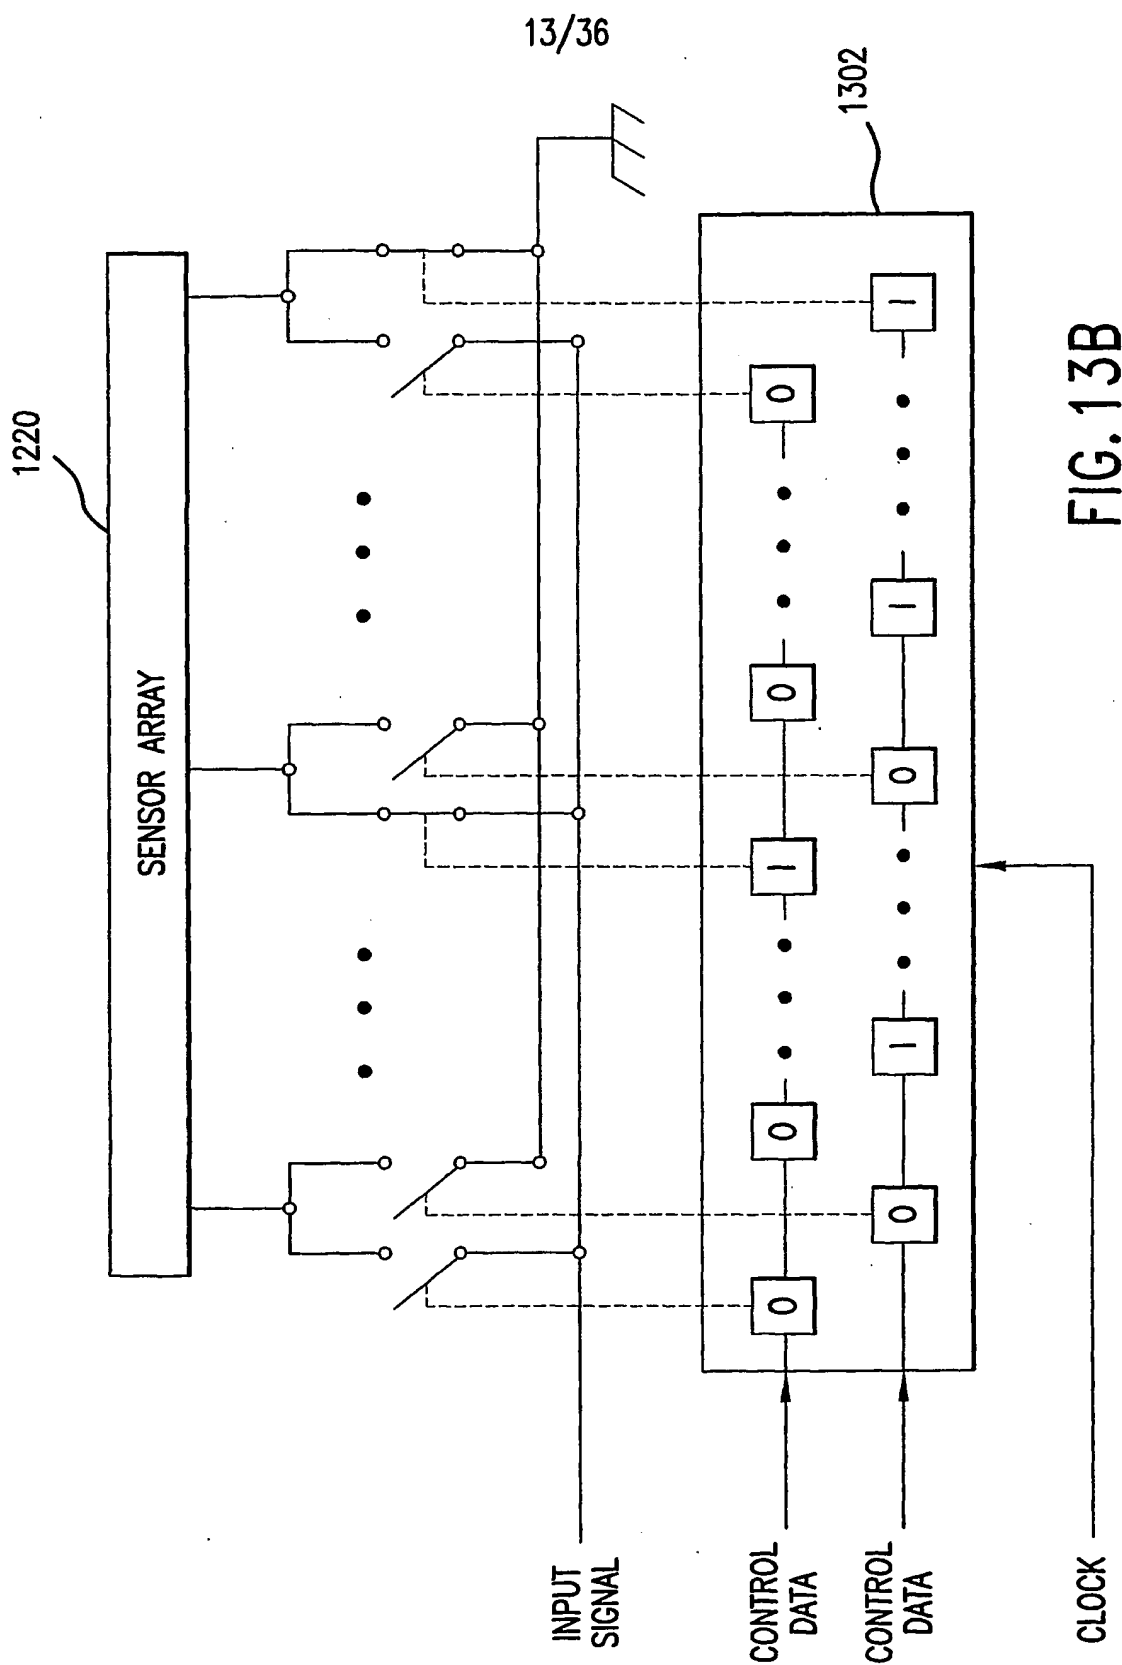 13/36
1220
SENSOR ARRAY
INPUT
SIGNAL
1302
CONTROL
DATA
0 0 1 0 0
CONTROL
DATA
0 1 0 1 1
CLOCK
FIG. 13B